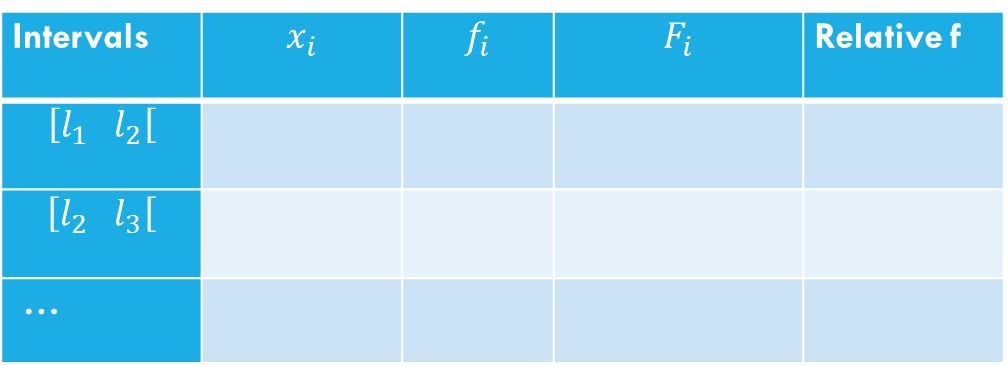 Intervals x_i f_i F_i Relative f
[l_1 l_2[
[l_2 l_3[
...